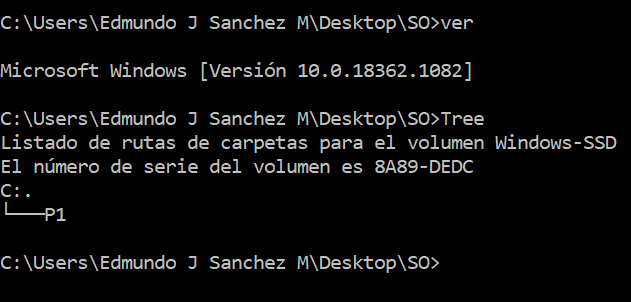 C:\Users\Edmundo J Sanchez M\Desktop\SO>ver
Microsoft Windows [Versión 10.0.18362.1082]
C:\Users\Edmundo J Sanchez M\Desktop\SO>Tree
Listado de rutas de carpetas para el volumen Windows-SSD
El número de serie del volumen es 8A89-DEDC
C:.
└───P1
C:\Users\Edmundo J Sanchez M\Desktop\SO>